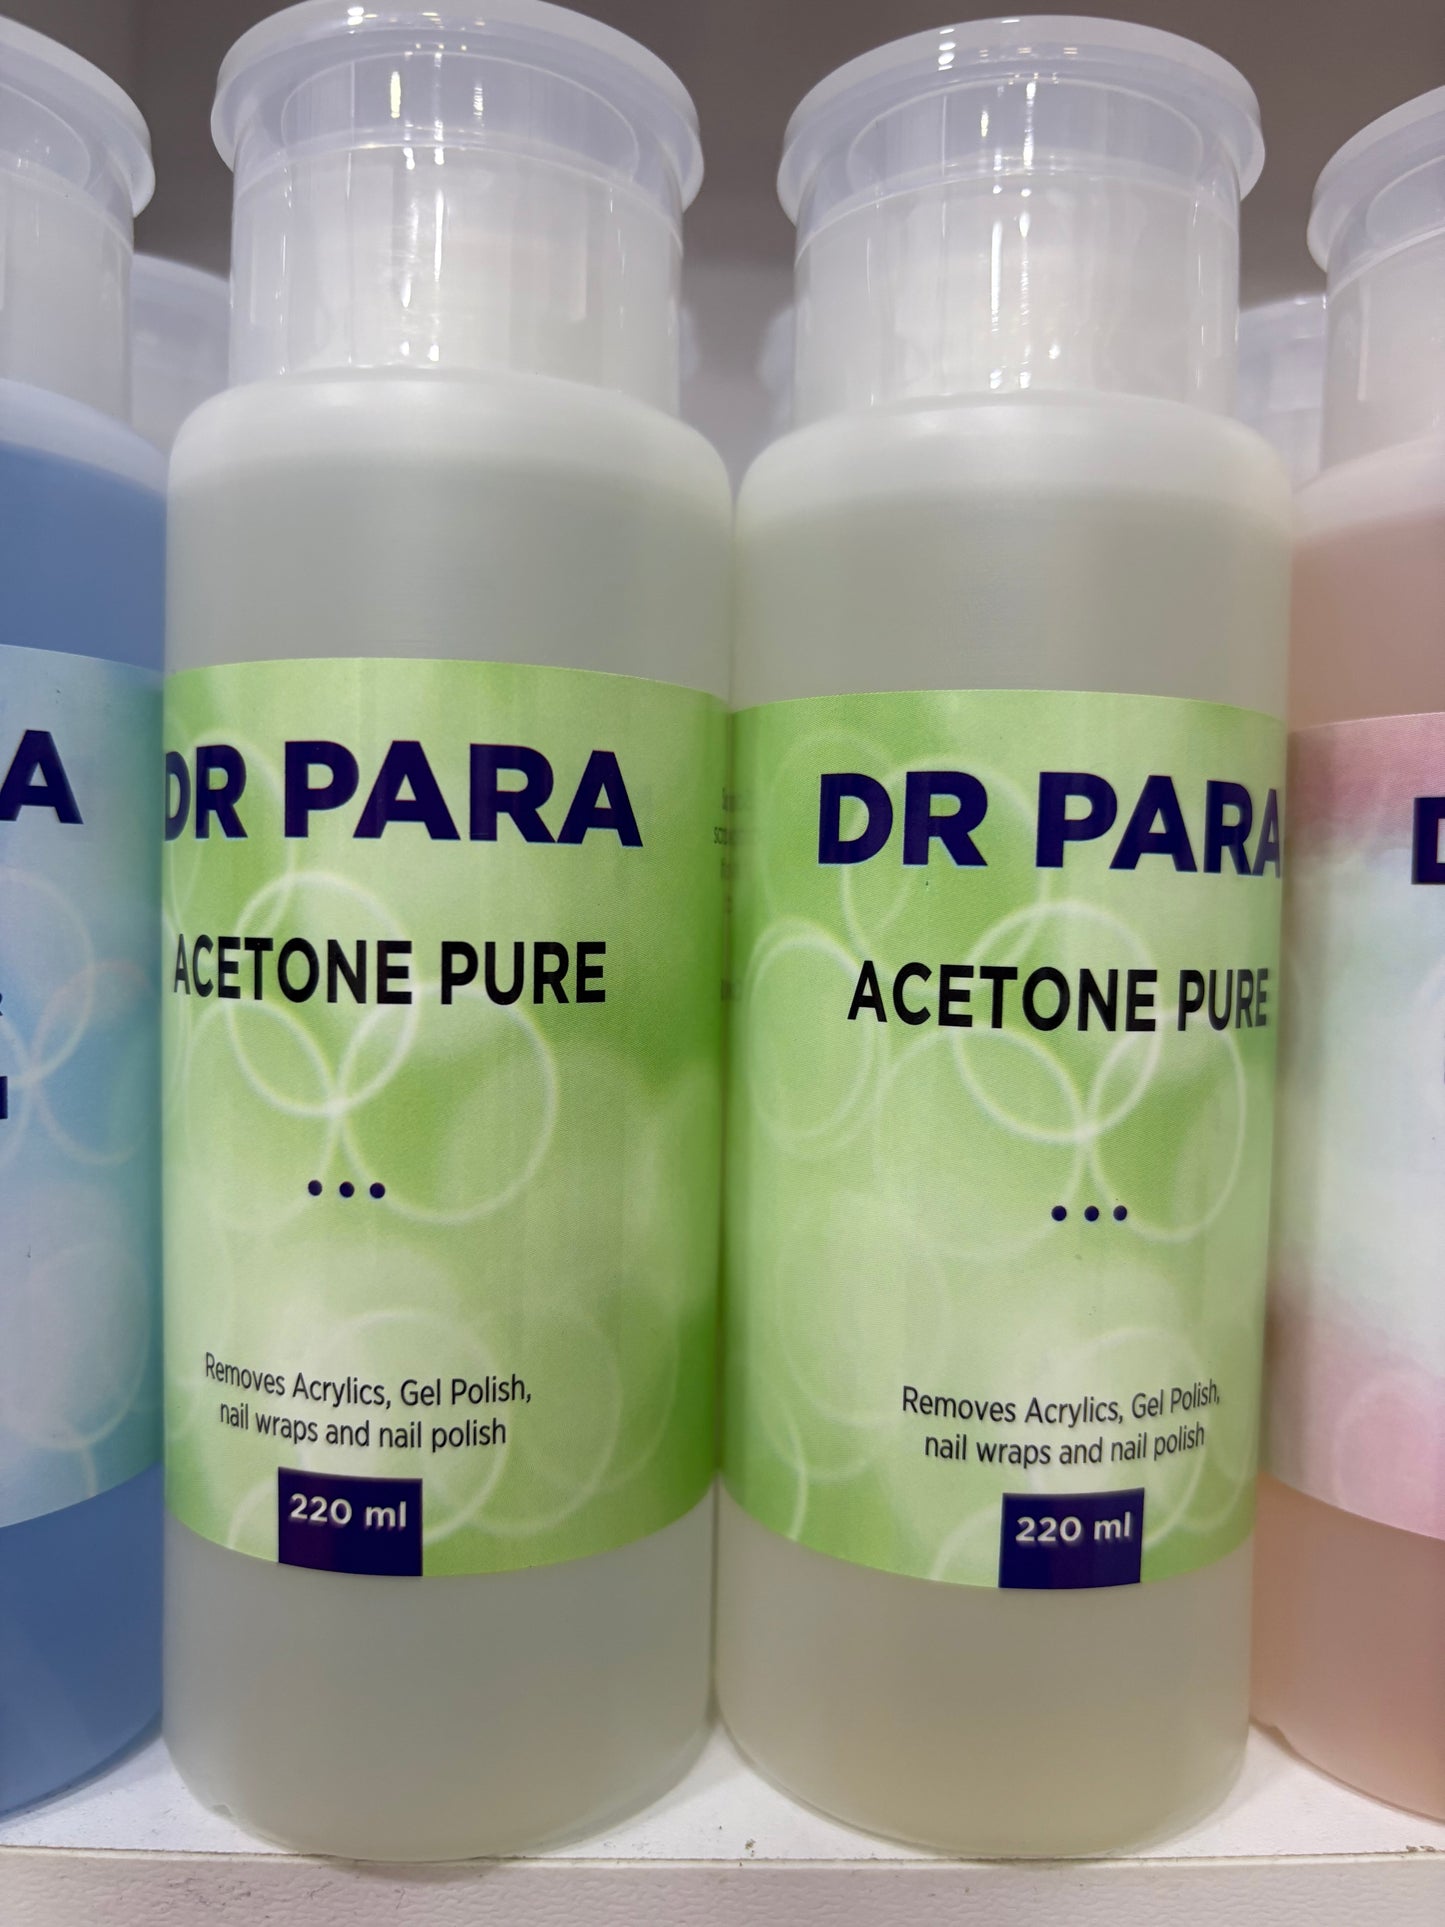 DR PARA
ACETONE PURE
Removes Acrylics, Gel Polish,
nail wraps and nail polish
220 ml
DR PARA
ACETONE PURE
Removes Acrylics, Gel Polish,
nail wraps and nail polish
220 ml